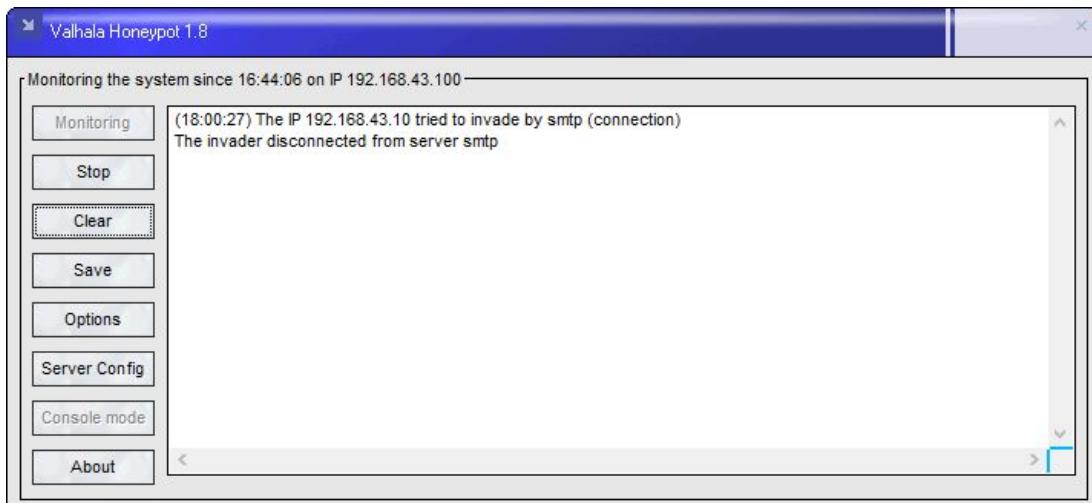 Valhala Honeypot 1.8
Monitoring the system since 16:44:06 on IP 192.168.43.100
Monitoring
Stop
Clear
Save
Options
Server Config
Console mode
About
(18:00:27) The IP 192.168.43.10 tried to invade by smtp (connection)
The invader disconnected from server smtp